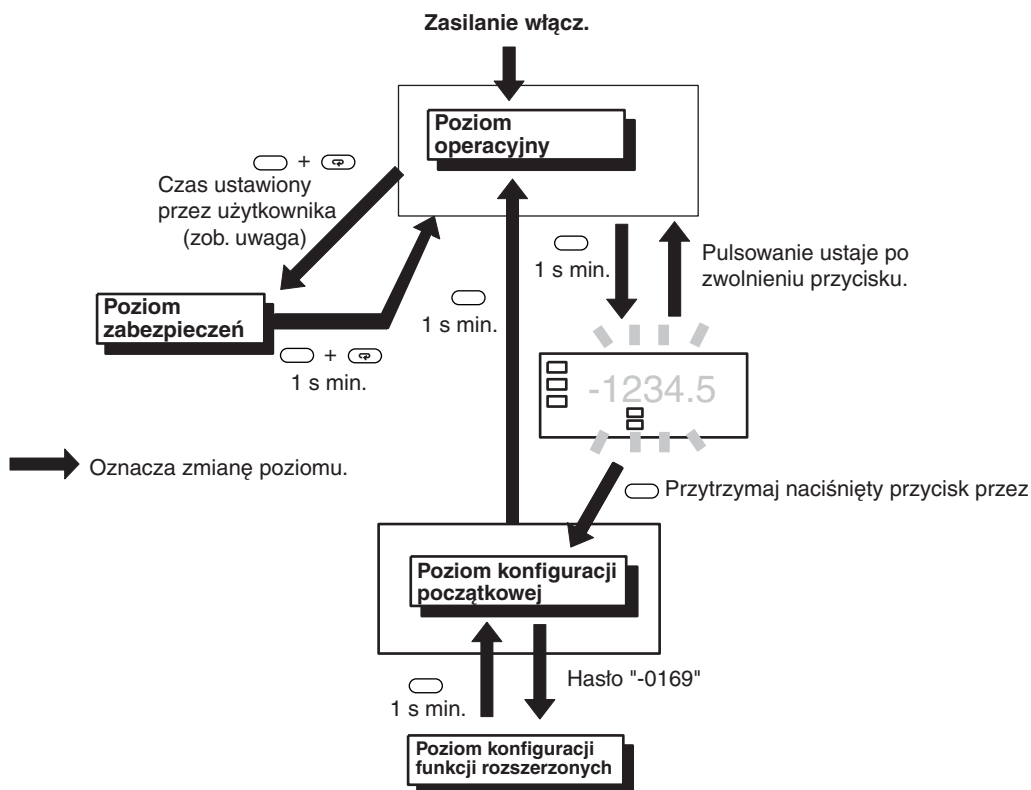 Zasilanie włącz.
Poziom
operacyjny
+
Czas ustawiony
przez użytkownika
(zob. uwaga)
1 s min.
Pulsowanie ustaje po
zwolnieniu przycisku.
Poziom
zabezpieczeń
1 s min.
+
1 s min.
-1234.5
Oznacza zmianę poziomu.
Przytrzymaj naciśnięty przycisk przez
Poziom konfiguracji
początkowej
Hasło "-0169"
1 s min.
Poziom konfiguracji
funkcji rozszerzonych